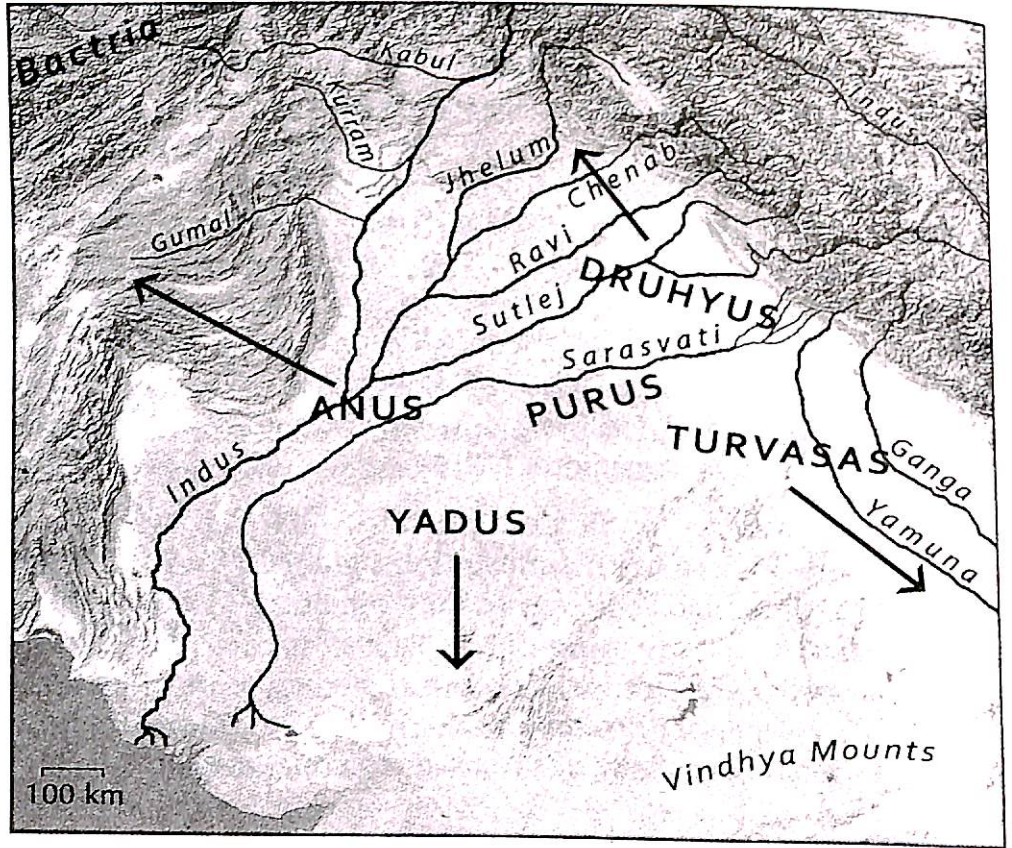 Bactria
Kabul
Kurram
Indus
Jhelum
Chenab
Gumal
Ravi
DRUHYUS
Sutlej
Sarasvati
ANUS
PURUS
TURVASAS
Ganga
Indus
YADUS
Yamuna
Vindhya Mounts
100 km